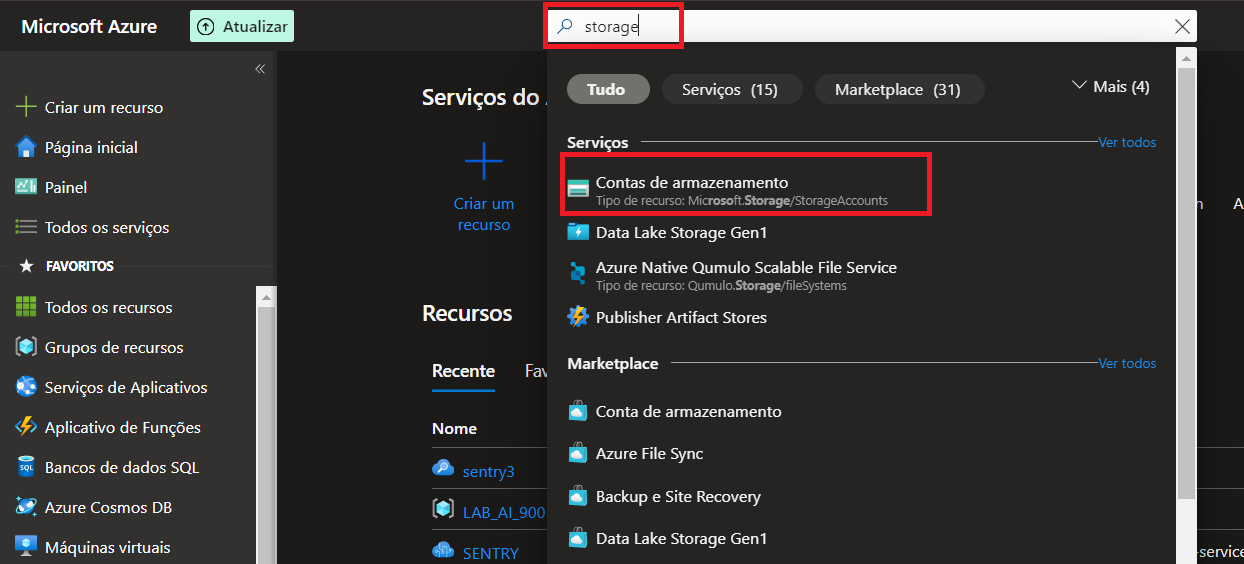 Microsoft Azure
Atualizar
storage
Criar um recurso
Página inicial
Painel
Todos os serviços
FAVORITOS
Todos os recursos
Grupos de recursos
Serviços de Aplicativos
Aplicativo de Funções
Bancos de dados SQL
Azure Cosmos DB
Máquinas virtuais
Serviços do
Criar um
recurso
Recursos
Recente
Fav
Nome
sentry3
LAB_AI_900
SENTRY
Tudo
Serviços (15)
Marketplace (31)
Mais (4)
Serviços
Ver todos
Contas de armazenamento
Tipo de recurso: Microsoft.Storage/StorageAccounts
Data Lake Storage Gen1
Azure Native Qumulo Scalable File Service
Tipo de recurso: Qumulo.Storage/fileSystems
Publisher Artifact Stores
Marketplace
Ver todos
Conta de armazenamento
Azure File Sync
Backup e Site Recovery
Data Lake Storage Gen1
-service